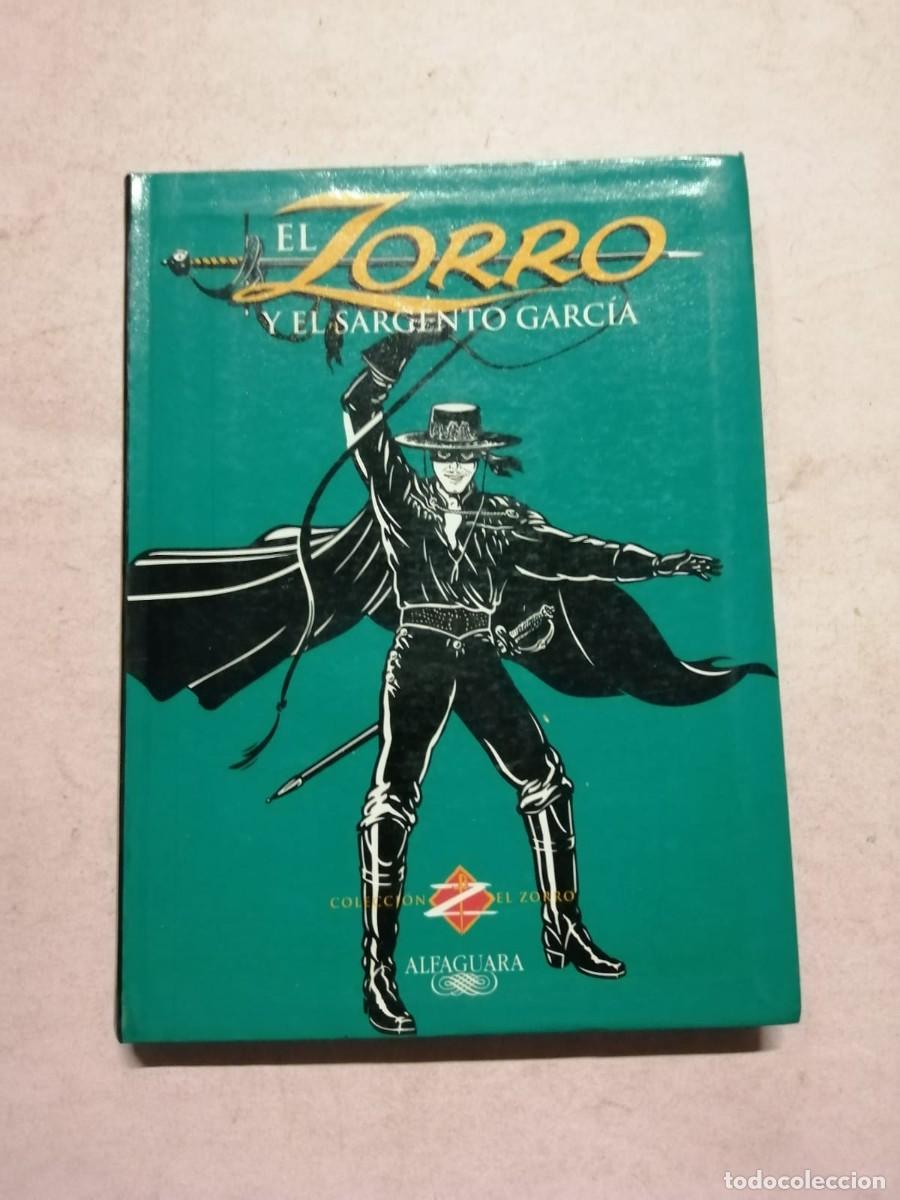 EL ZORRO
Y EL SARGENTO GARCÍA
COLECCIÓN Z EL ZORRO
ALFAGUARA
todocoleccion